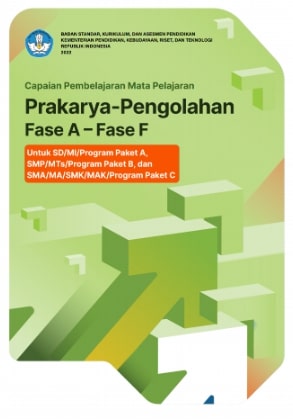 BADAN STANDAR, KURIKULUM, DAN ASESMEN PENDIDIKAN
KEMENTERIAN PENDIDIKAN, KEBUDAYAAN, RISET, DAN TEKNOLOGI
REPUBLIK INDONESIA
2022
Capaian Pembelajaran Mata Pelajaran
Prakarya-Pengolahan
Fase A – Fase F
Untuk SD/MI/Program Paket A,
SMP/MTs/Program Paket B, dan
SMA/MA/SMK/MAK/Program Paket C